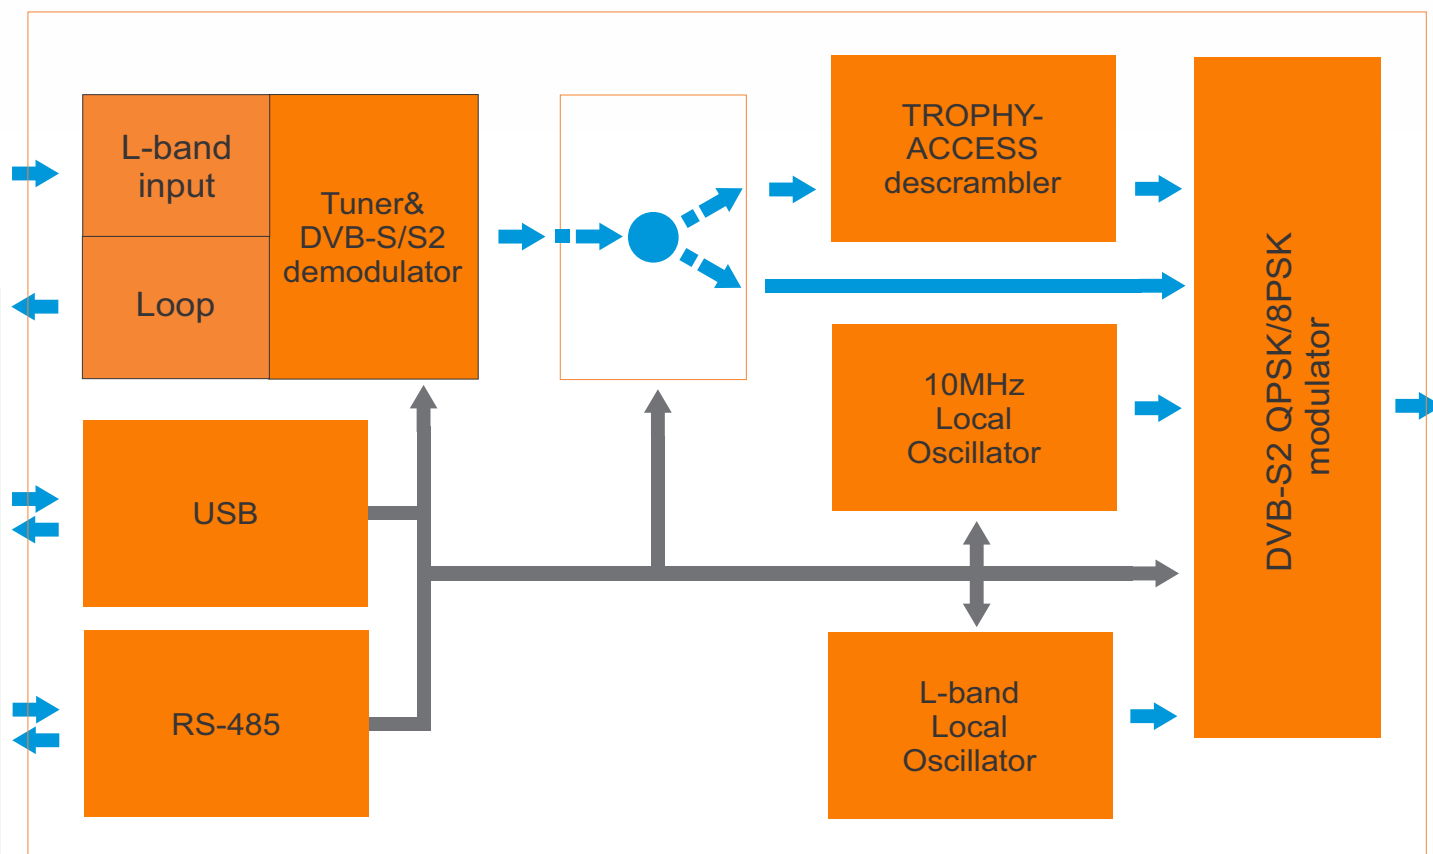 L-band
input
Loop
Tuner&
DVB-S/S2
demodulator
TROPHY-
ACCESS
descrambler
10MHz
Local
Oscillator
DVB-S2 QPSK/8PSK
modulator
USB
RS-485
L-band
Local
Oscillator